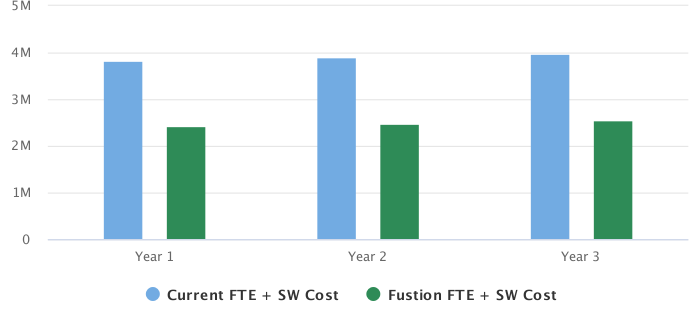 5M
4M
3M
2M
1M
0
Year 1 Year 2 Year 3
Current FTE + SW Cost Fustion FTE + SW Cost